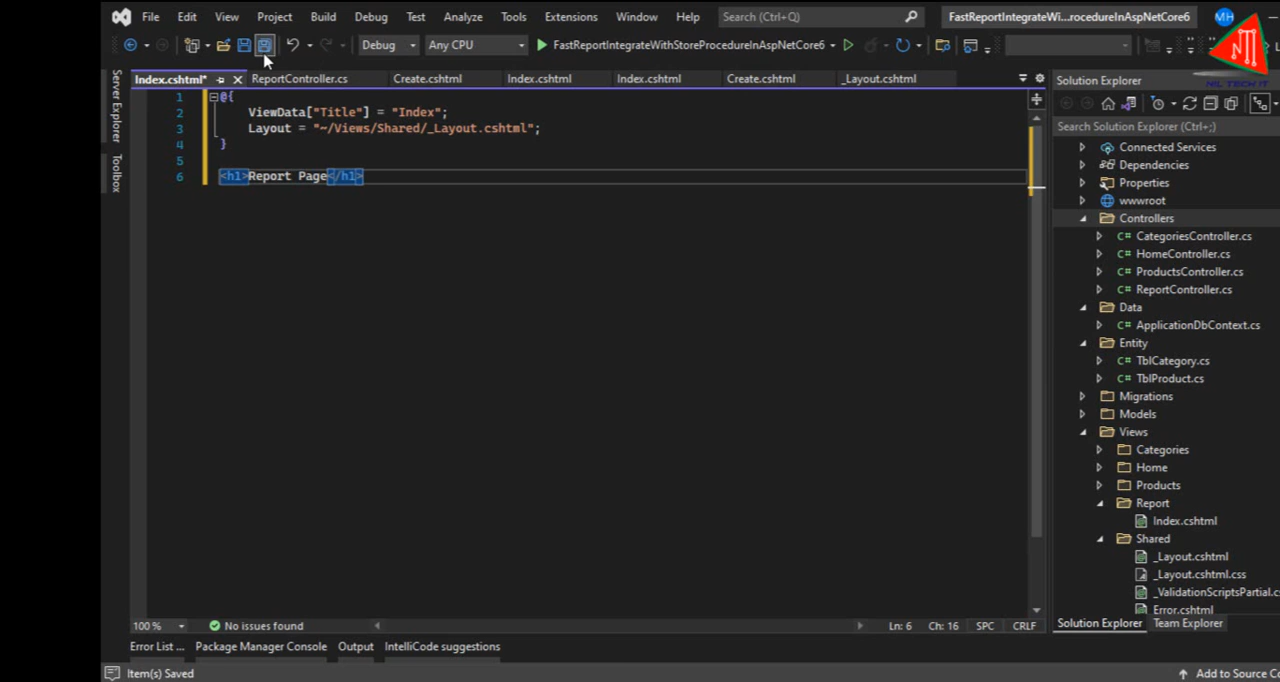 File Edit View Project Build Debug Test Analyze Tools Extensions Window Help Search (Ctrl+Q) FastReportIntegrateWi...rocedureInAspNetCore6 MH
Debug Any CPU FastReportIntegrateWithStoreProcedureInAspNetCore6
ML TECH IT
Index.cshtml* ReportController.cs Create.cshtml Index.cshtml Index.cshtml Create.cshtml _Layout.cshtml
Server Explorer
Toolbox
1 @{
2 ViewData["Title"] = "Index";
3 Layout = "~/Views/Shared/_Layout.cshtml";
4 }
5
6 <h1>Report Page</h1>
Solution Explorer
Search Solution Explorer (Ctrl+;)
Connected Services
Dependencies
Properties
wwwroot
Controllers
C# CategoriesController.cs
C# HomeController.cs
C# ProductsController.cs
C# ReportController.cs
Data
C# ApplicationDbContext.cs
Entity
C# TblCategory.cs
C# TblProduct.cs
Migrations
Models
Views
Categories
Home
Products
Report
Index.cshtml
Shared
_Layout.cshtml
_Layout.cshtml.css
_ValidationScriptsPartial.cs
Error.cshtml
Solution Explorer Team Explorer
100 % No issues found Ln: 6 Ch: 16 SPC CRLF
Error List ... Package Manager Console Output IntelliCode suggestions
Item(s) Saved Add to Source Co